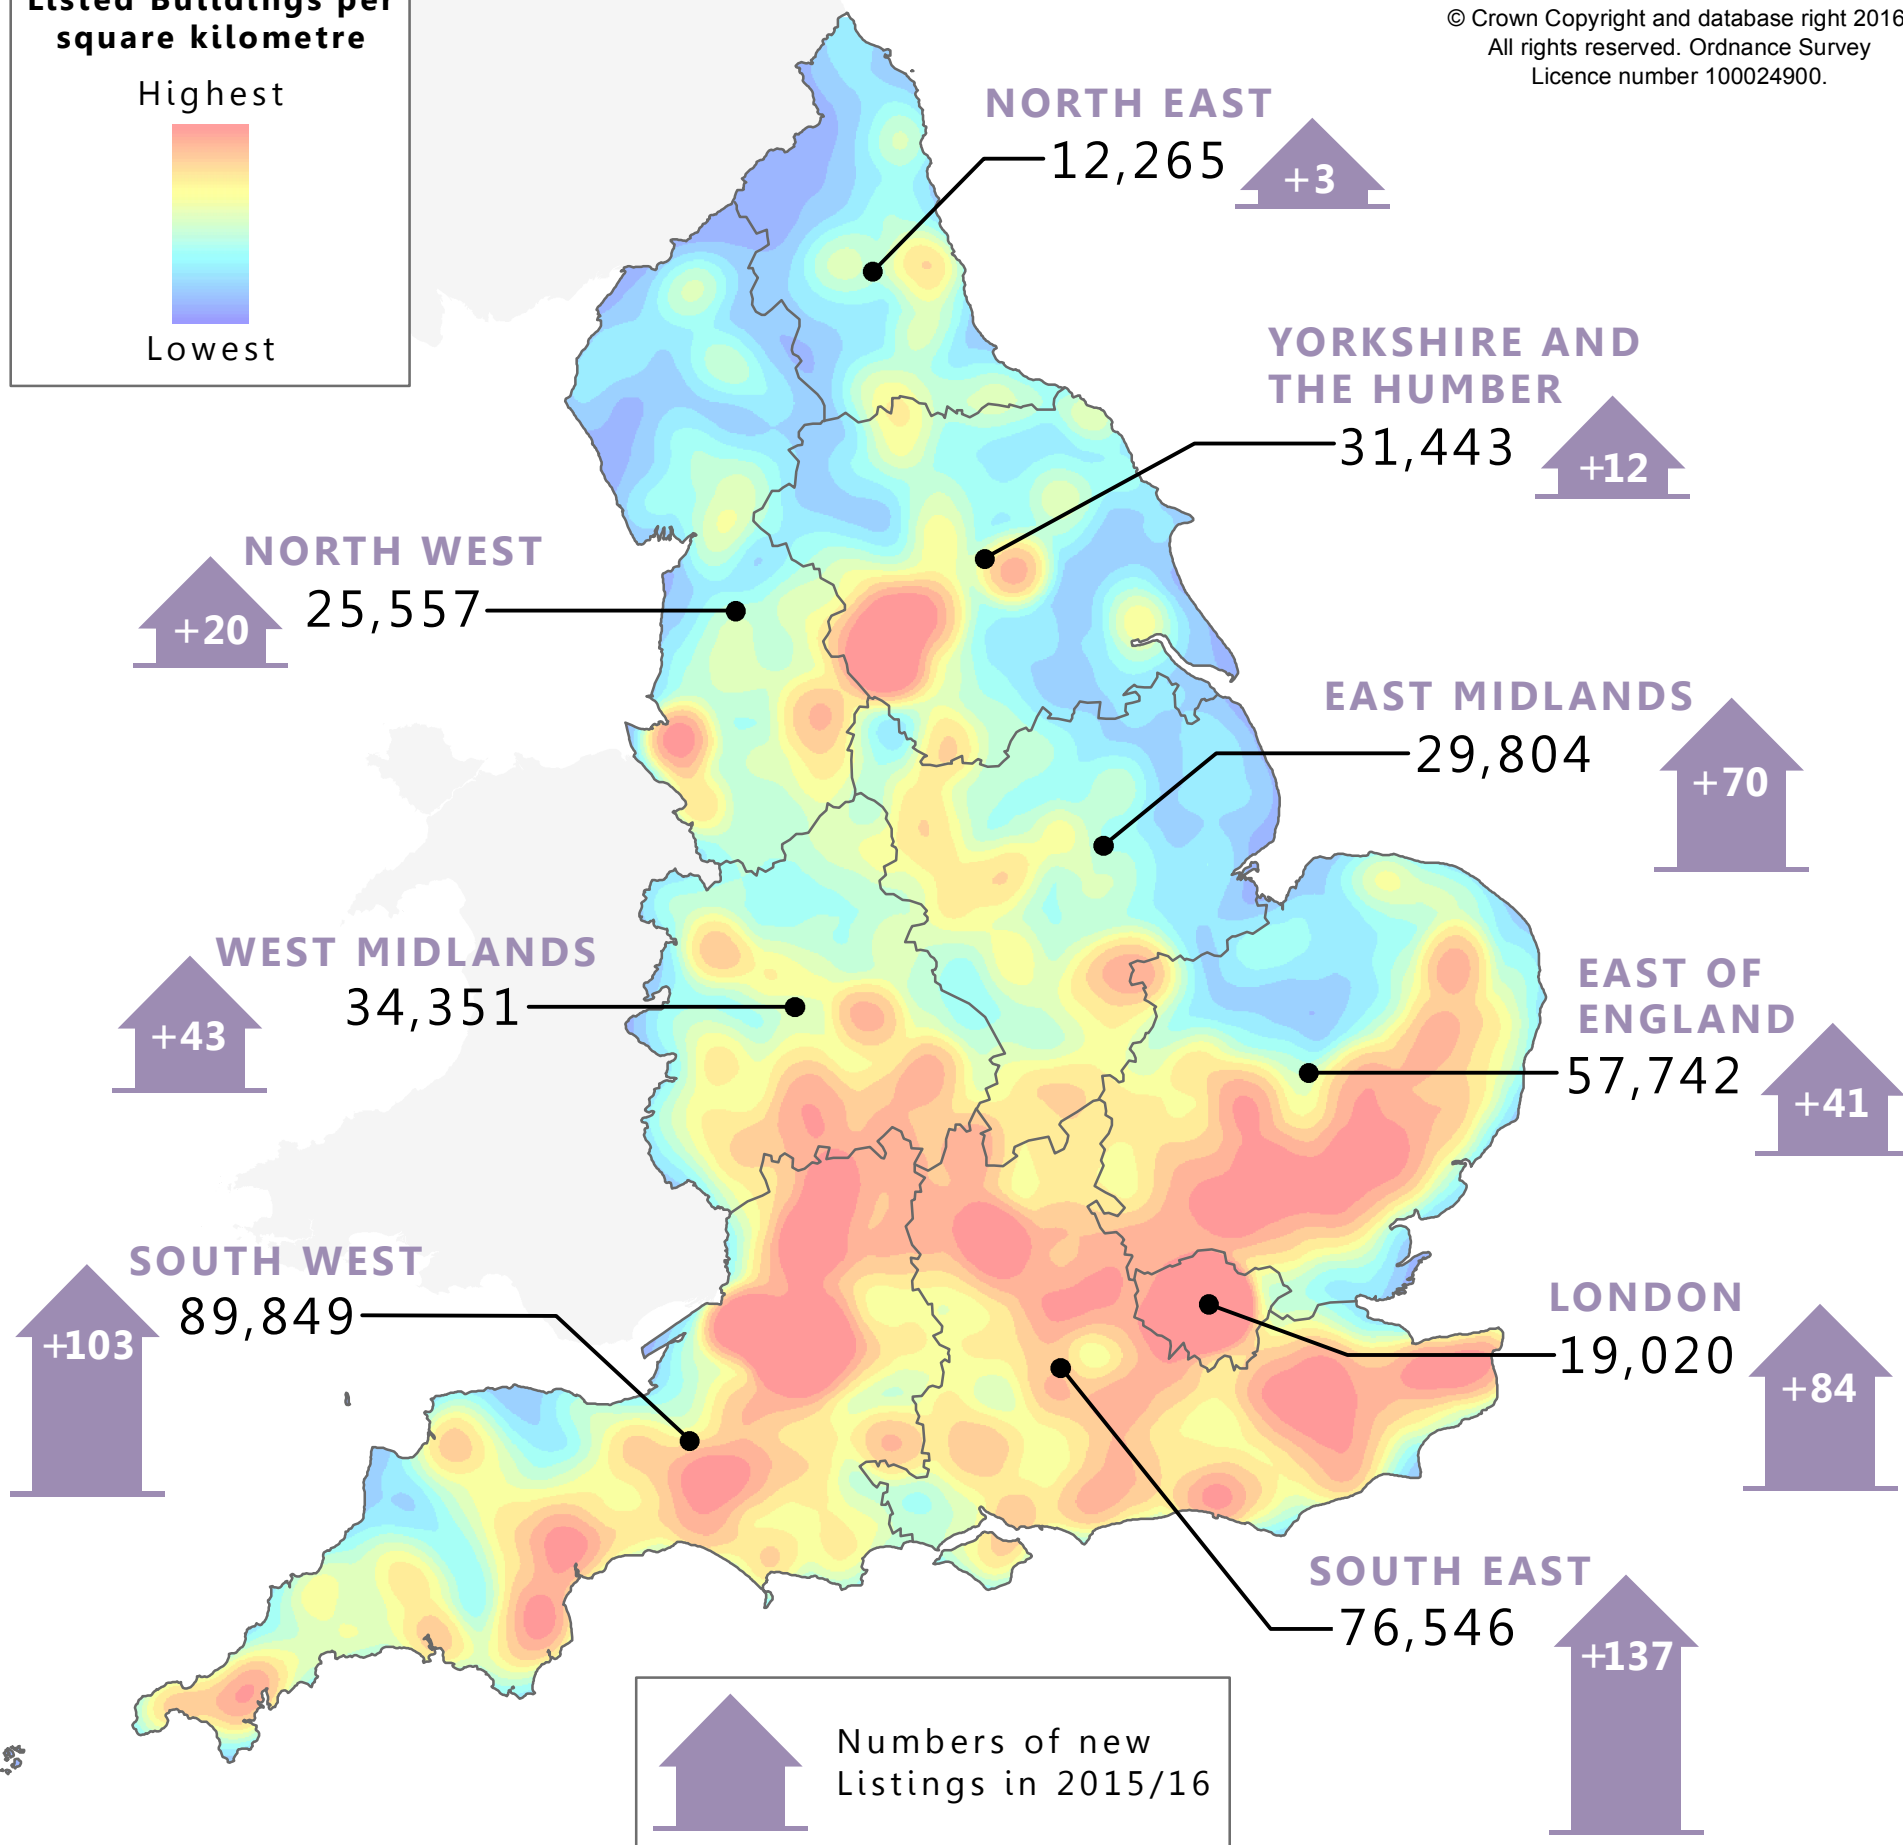 Listed Buildings per
square kilometre
Highest
Lowest
© Crown Copyright and database right 2016
All rights reserved. Ordnance Survey
Licence number 100024900.
NORTH EAST
12,265
+3
YORKSHIRE AND
THE HUMBER
31,443
+12
NORTH WEST
25,557
+20
EAST MIDLANDS
29,804
+70
WEST MIDLANDS
34,351
+43
EAST OF
ENGLAND
57,742
+41
SOUTH WEST
89,849
+103
LONDON
19,020
+84
SOUTH EAST
76,546
+137
Numbers of new
Listings in 2015/16